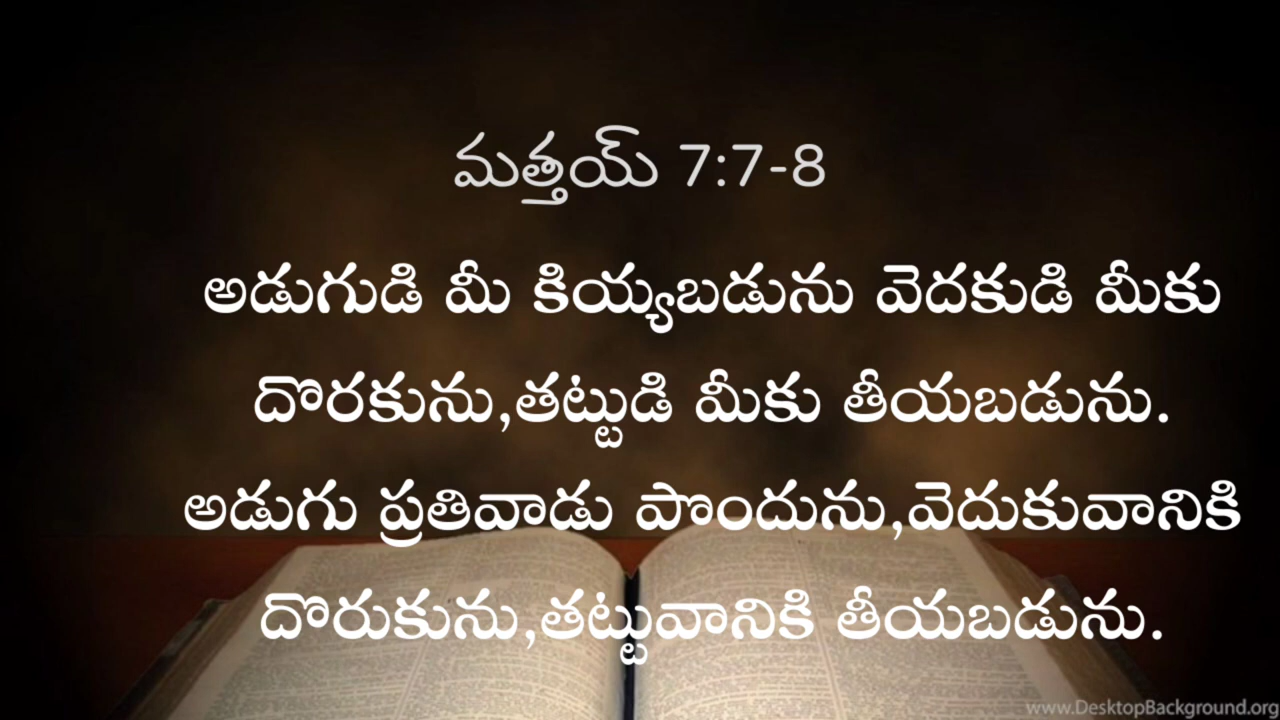 మత్తయ్ 7:7-8
అడుగుడి మీ కియ్యబడును వెదకుడి మీకు
దొరకును,తట్టుడి మీకు తీయబడును.
అడుగు ప్రతివాడు పొందును,వెదుకువానికి
దొరుకును,తట్టువానికి తీయబడును.
www.DesktopBackground.org